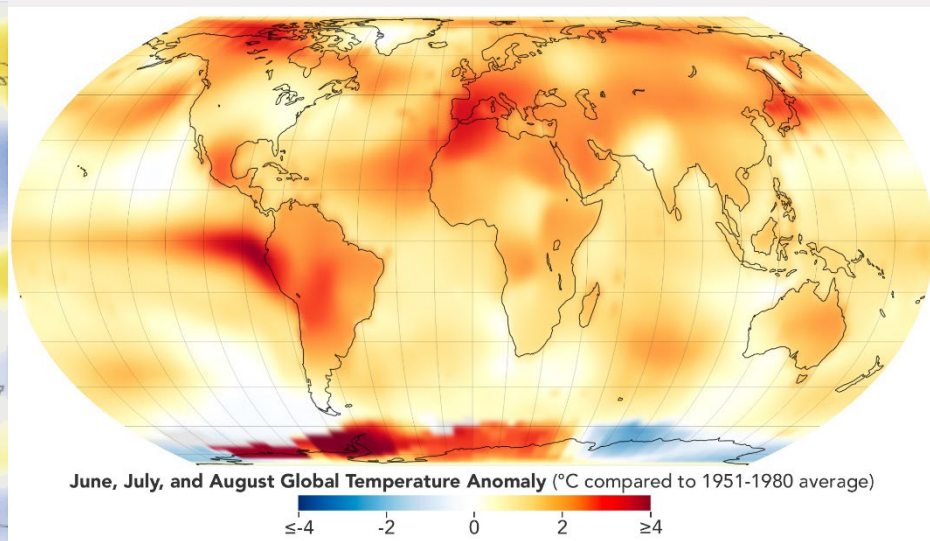 June, July, and August Global Temperature Anomaly (°C compared to 1951-1980 average)
≤-4 -2 0 2 ≥4